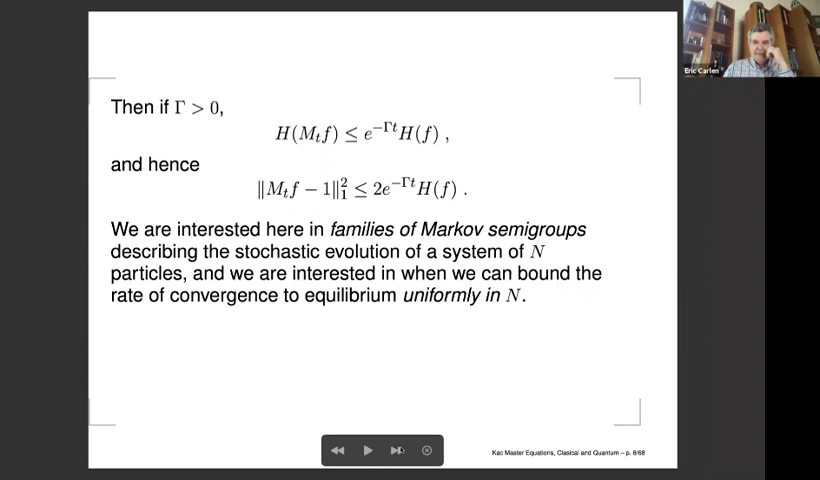 Eric Carlen
Then if Γ > 0,
H(M_t f) ≤ e^{−Γt} H(f) ,
and hence
‖M_t f − 1‖_1^2 ≤ 2e^{−Γt} H(f) .
We are interested here in families of Markov semigroups
describing the stochastic evolution of a system of N
particles, and we are interested in when we can bound the
rate of convergence to equilibrium uniformly in N.
Kac Master Equations, Clasical and Quantum – p. 8/68